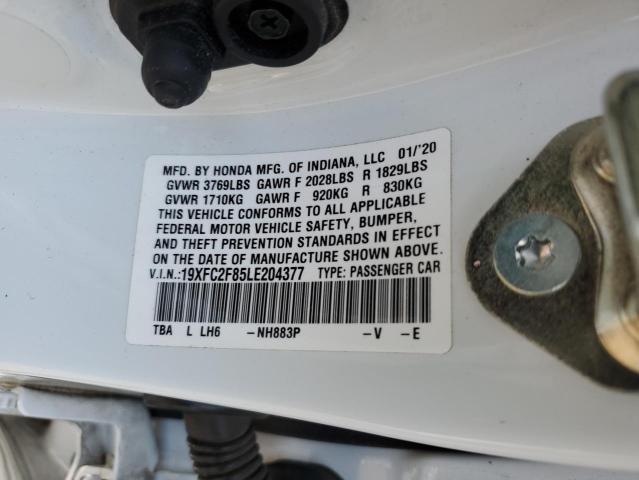 MFD. BY HONDA MFG. OF INDIANA, LLC 01/'20
GVWR 3769LBS GAWR F 2028LBS R 1829LBS
GVWR 1710KG GAWR F 920KG R 830KG
THIS VEHICLE CONFORMS TO ALL APPLICABLE
FEDERAL MOTOR VEHICLE SAFETY, BUMPER,
AND THEFT PREVENTION STANDARDS IN EFFECT
ON THE DATE OF MANUFACTURE SHOWN ABOVE.
V.I.N.:19XFC2F85LE204377 TYPE: PASSENGER CAR
TBA L LH6 -NH883P -V -E